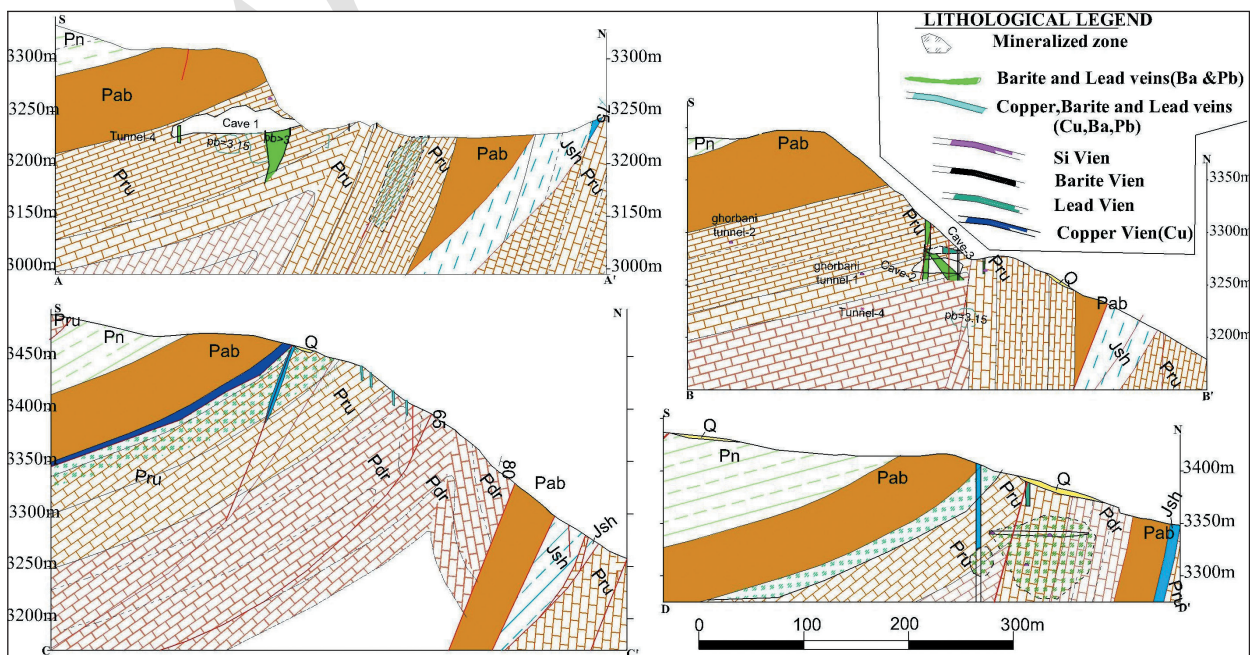 S
N
3300m
3250m
3200m
3150m
3000m
Pn
Pab
Cave 1
Tunnel-4
pb=3.15
pb>3
Pru
Pru
Pru
Pab
Jsh
Pru
75
3300m
3250m
3200m
3150m
3000m
A
A'
LITHOLOGICAL LEGEND
Mineralized zone
Barite and Lead veins(Ba &Pb)
Copper,Barite and Lead veins
(Cu,Ba,Pb)
Si Vien
Barite Vien
Lead Vien
Copper Vien(Cu)
S
N
Pn
Pab
ghorbani
tunnel-2
ghorbani
tunnel-1
Tunnel-4
Pru
Cave-3
Cave-2
pb=3.15
Pru
Q
Pab
Jsh
Pru
3350m
3300m
3250m
3200m
B
B'
S
N
Pru
Pn
Pab
Q
3450m
3400m
3350m
3300m
3250m
3200m
Pru
Pru
65
Pdr
Pdr
Pdr
80
Pab
Jsh
Jsh
Pru
C
C'
S
N
Q
Pn
Pab
Pru
Q
Pdr
Jsh
Pab
Pru
Pn
3400m
3350m
3300m
D
D'
0
100
200
300m